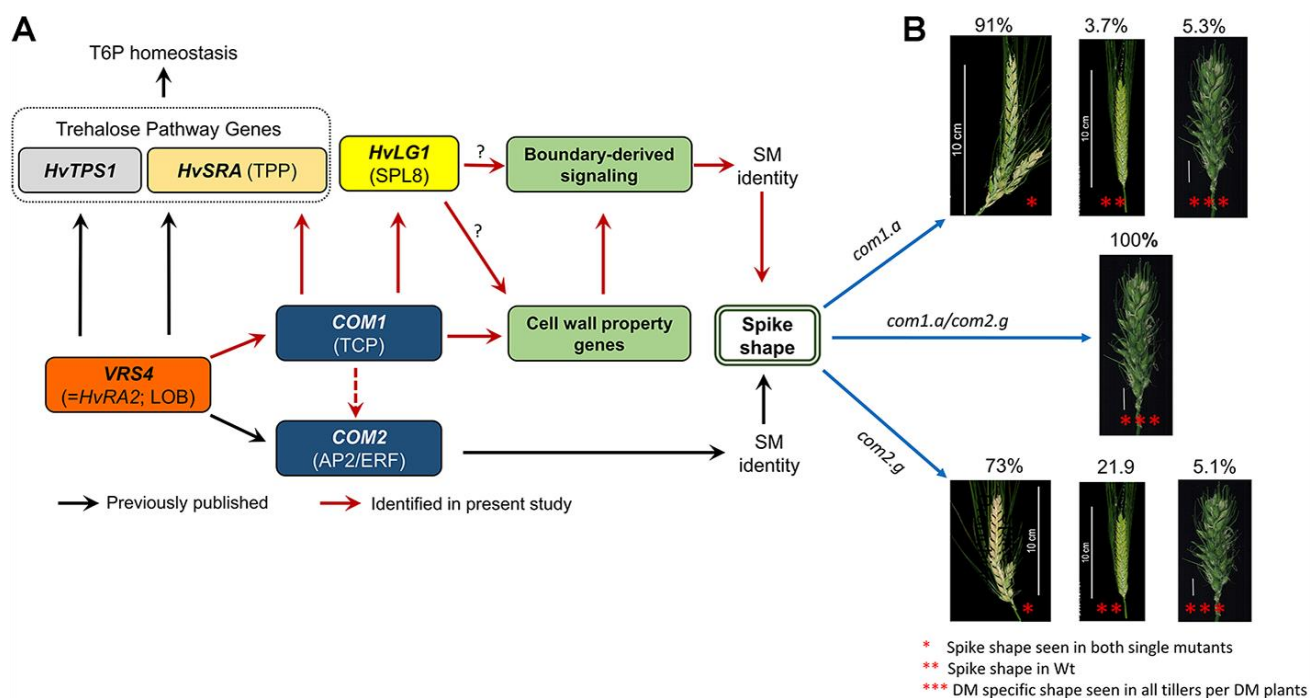 A
T6P homeostasis
Trehalose Pathway Genes
HvTPS1
HvSRA (TPP)
HvLG1
(SPL8)
?
Boundary-derived
signaling
SM
identity
?
COM1
(TCP)
Cell wall property
genes
Spike
shape
VRS4
(=HvRA2; LOB)
COM2
(AP2/ERF)
SM
identity
Previously published
Identified in present study
B
91%
3.7%
5.3%
10 cm
10 cm
*
**
***
com1.a
100%
com1.a/com2.g
***
com2.g
73%
21.9
5.1%
10 cm
10 cm
*
**
***
* Spike shape seen in both single mutants
** Spike shape in Wt
*** DM specific shape seen in all tillers per DM plants